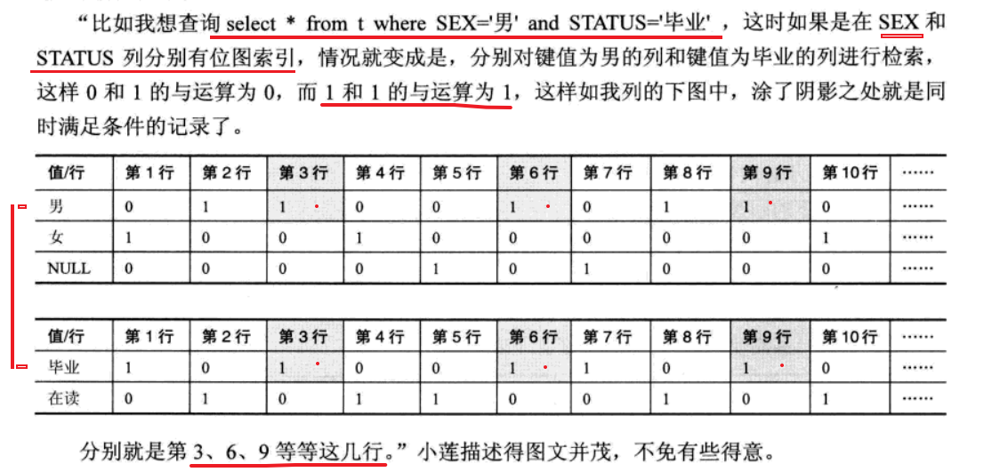 “比如我想查询 select * from t where SEX='男' and STATUS='毕业'，这时如果是在 SEX 和
STATUS 列分别有位图索引，情况就变成是，分别对键值为男的列和键值为毕业的列进行检索，
这样 0 和 1 的与运算为 0，而 1 和 1 的与运算为 1，这样如我列的下图中，涂了阴影之处就是同
时满足条件的记录了。
值/行 第 1 行 第 2 行 第 3 行 第 4 行 第 5 行 第 6 行 第 7 行 第 8 行 第 9 行 第 10 行 ……
男 0 1 1 0 0 1 0 1 1 0 ……
女 1 0 0 1 0 0 0 0 0 1 ……
NULL 0 0 0 0 1 0 1 0 0 0 ……
值/行 第 1 行 第 2 行 第 3 行 第 4 行 第 5 行 第 6 行 第 7 行 第 8 行 第 9 行 第 10 行 ……
毕业 1 0 1 0 0 1 1 0 1 0 ……
在读 0 1 0 1 1 0 0 1 0 1 ……
分别就是第 3、6、9 等等这几行。”小莲描述得图文并茂，不免有些得意。